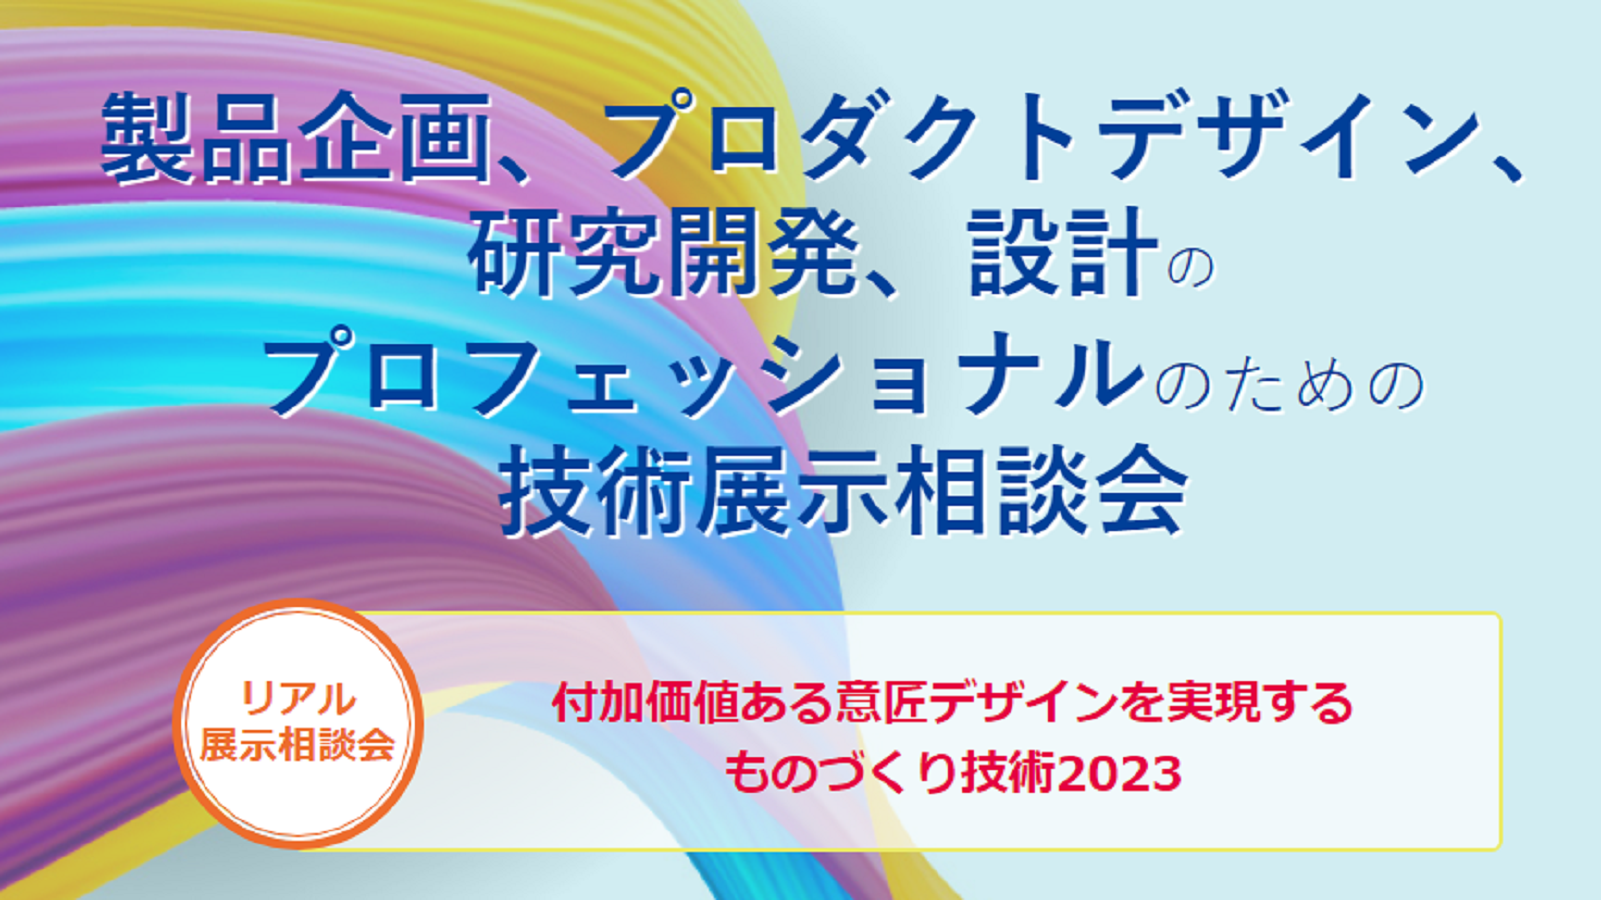 製品企画、プロダクトデザイン、
研究開発、設計の
プロフェッショナルのための
技術展示相談会
リアル
展示相談会
付加価値ある意匠デザインを実現する
ものづくり技術2023